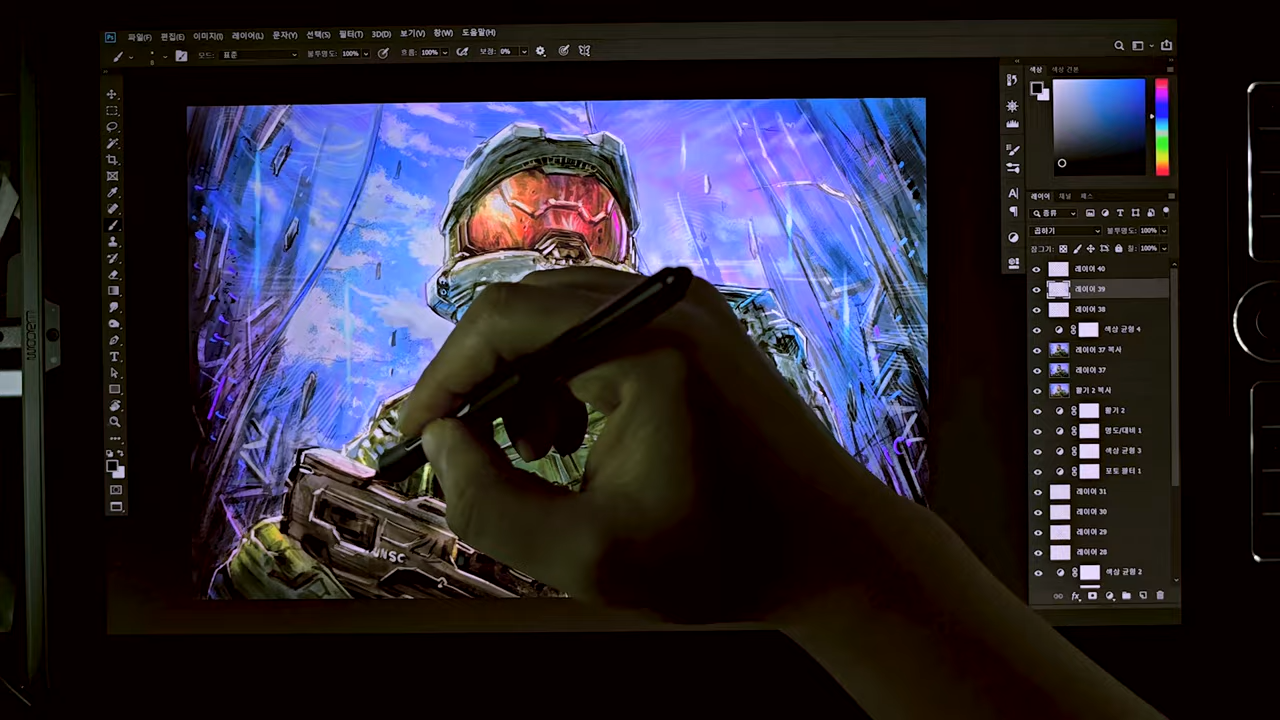 Ps 파일(F) 편집(E) 이미지(I) 레이어(L) 문자(Y) 선택(S) 필터(T) 3D(D) 보기(V) 창(W) 도움말(H)
모드: 표준 불투명도: 100% 흐름: 100% 보정: 0%
색상 색상 견본
레이어 채널 패스
종류
곱하기 불투명도: 100%
잠그기: 칠: 100%
레이어 40
레이어 39
레이어 38
색상 균형 4
레이어 37 복사
레이어 37
활기 2 복사
활기 2
명도/대비 1
색상 균형 3
포토 필터 1
레이어 31
레이어 30
레이어 29
레이어 28
색상 균형 2
fx
UNSC
wacom